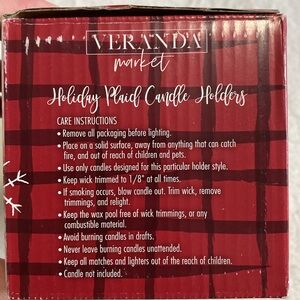 VERANDA
market
Holiday Plaid Candle Holders
CARE INSTRUCTIONS
• Remove all packaging before lighting.
• Place on a solid surface, away from anything that can catch
fire, and out of reach of children and pets.
• Use only candles designed for this particular holder style.
• Keep wick trimmed to 1/8" at all times.
• If smoking occurs, blow candle out. Trim wick, remove
trimmings, and relight.
• Keep the wax pool free of wick trimmings, or any
combustible material.
• Avoid burning candles in drafts.
• Never leave burning candles unattended.
• Keep all matches and lighters out of the reach of children.
• Candle not included.